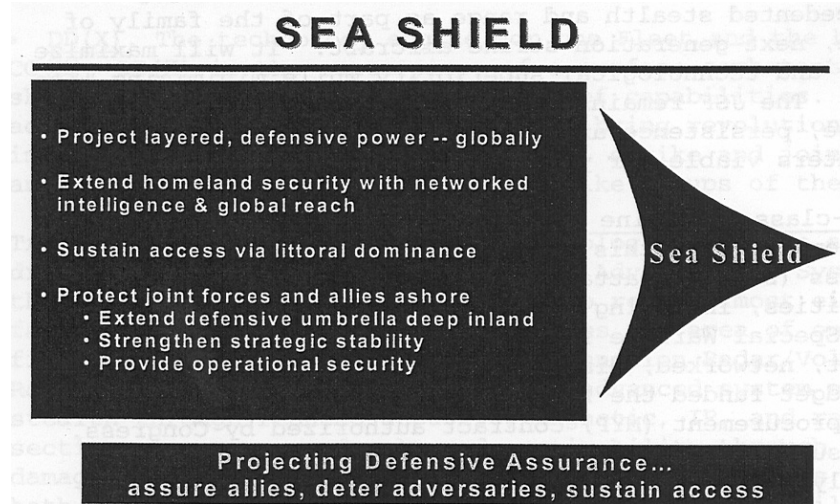 SEA SHIELD
• Project layered, defensive power -- globally
• Extend homeland security with networked
intelligence & global reach
• Sustain access via littoral dominance
• Protect joint forces and allies ashore
• Extend defensive umbrella deep inland
• Strengthen strategic stability
• Provide operational security
Sea Shield
Projecting Defensive Assurance...
assure allies, deter adversaries, sustain access